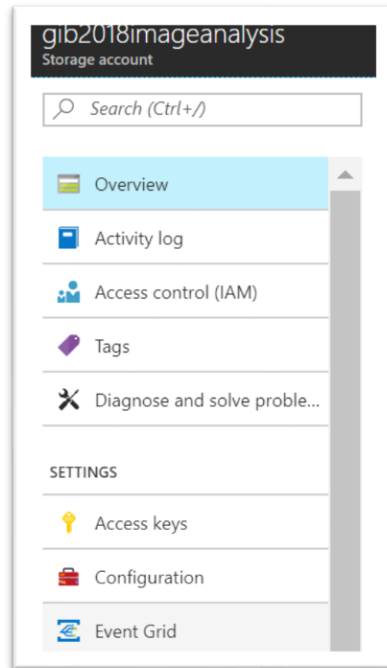 gib2018imageanalysis
Storage account
Search (Ctrl+/)
Overview
Activity log
Access control (IAM)
Tags
Diagnose and solve proble...
SETTINGS
Access keys
Configuration
Event Grid